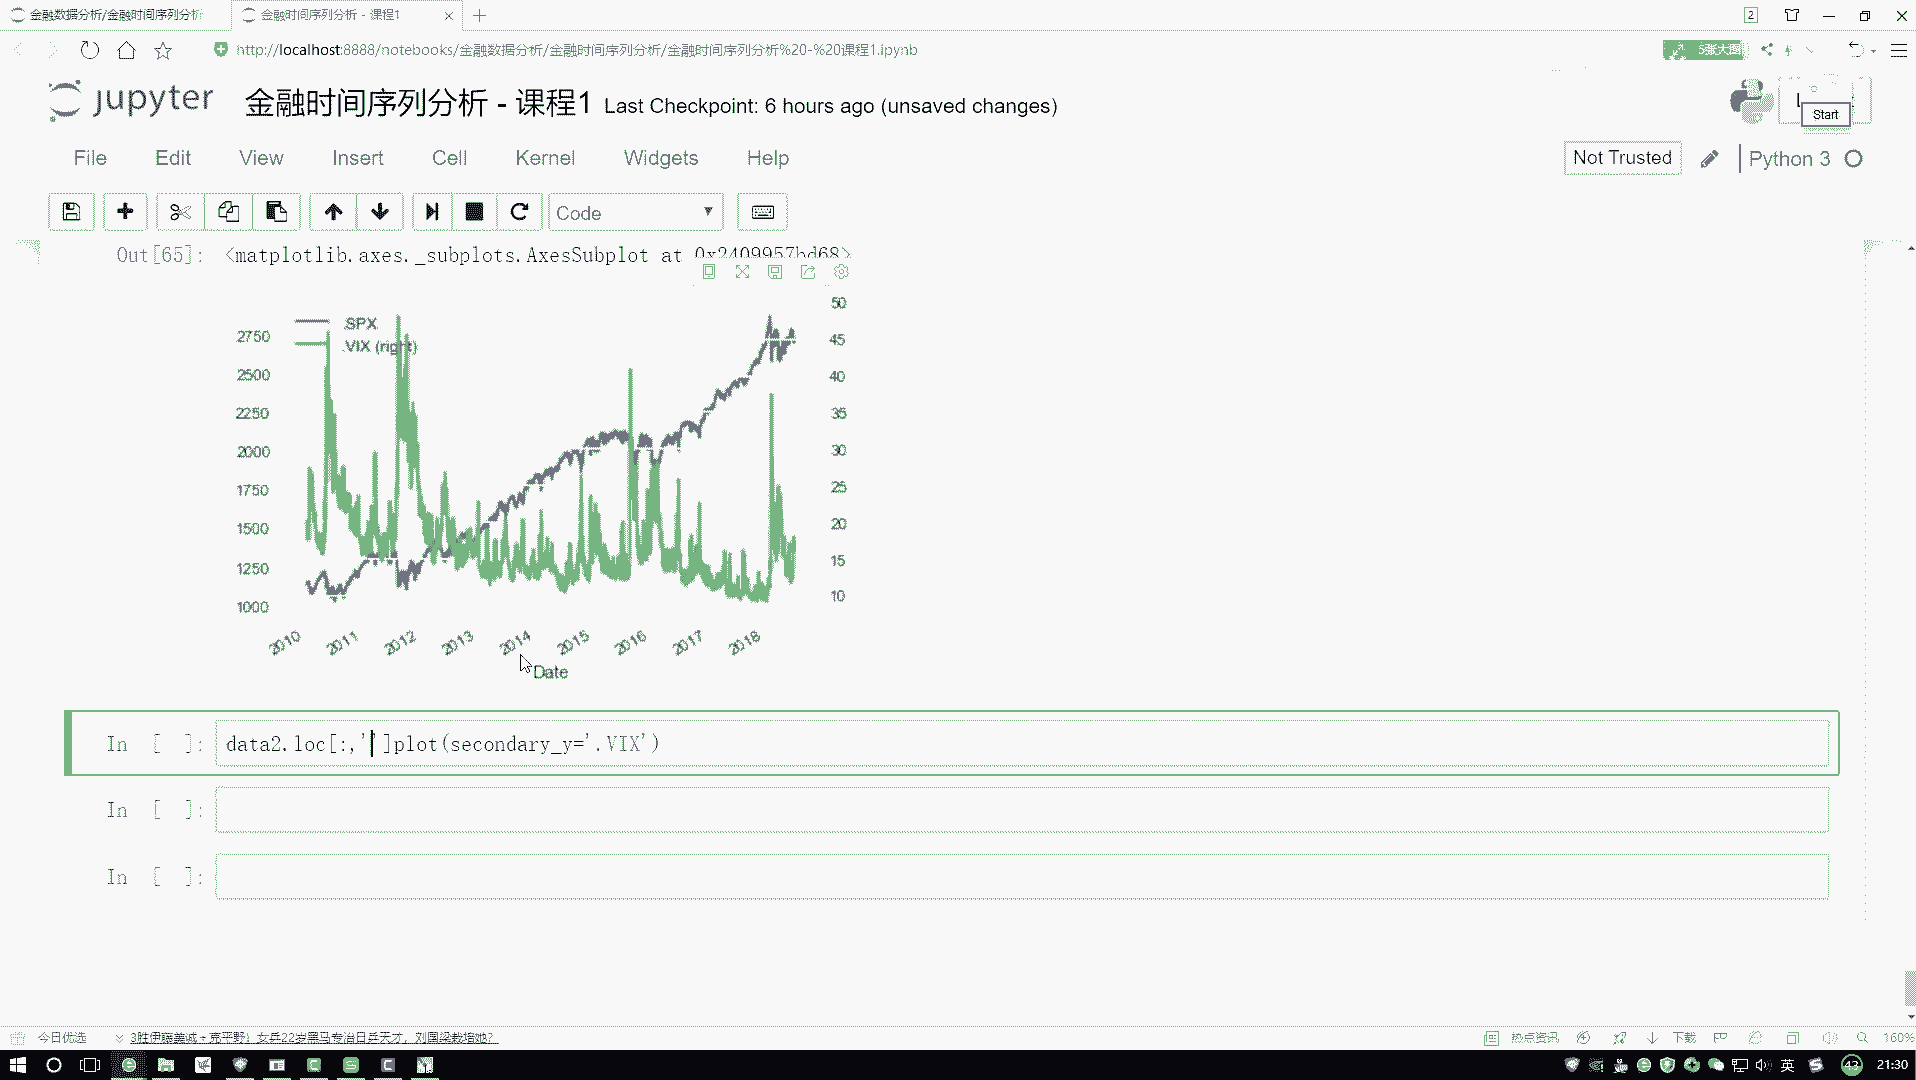 金融数据分析/金融时间序列分析
金融时间序列分析 - 课程1
2
http://localhost:8888/notebooks/金融数据分析/金融时间序列分析/金融时间序列分析%20-%20课程1.ipynb
5张大图
jupyter 金融时间序列分析 - 课程1 Last Checkpoint: 6 hours ago (unsaved changes)
Start
File Edit View Insert Cell Kernel Widgets Help
Not Trusted
Python 3
Code
Out[65]: <matplotlib.axes._subplots.AxesSubplot at 0x2409957bd68>
.SPX
.VIX (right)
2750
2500
2250
2000
1750
1500
1250
1000
50
45
40
35
30
25
20
15
10
2010 2011 2012 2013 2014 2015 2016 2017 2018
Date
In [ ]: data2.loc[:,'']plot(secondary_y='.VIX')
In [ ]:
In [ ]:
今日优选
3胜伊藤美诚+克平野! 女乒22岁黑马专治日乒天才，刘国梁栽培她?
热点资讯
下载
160%
英
43
21:30